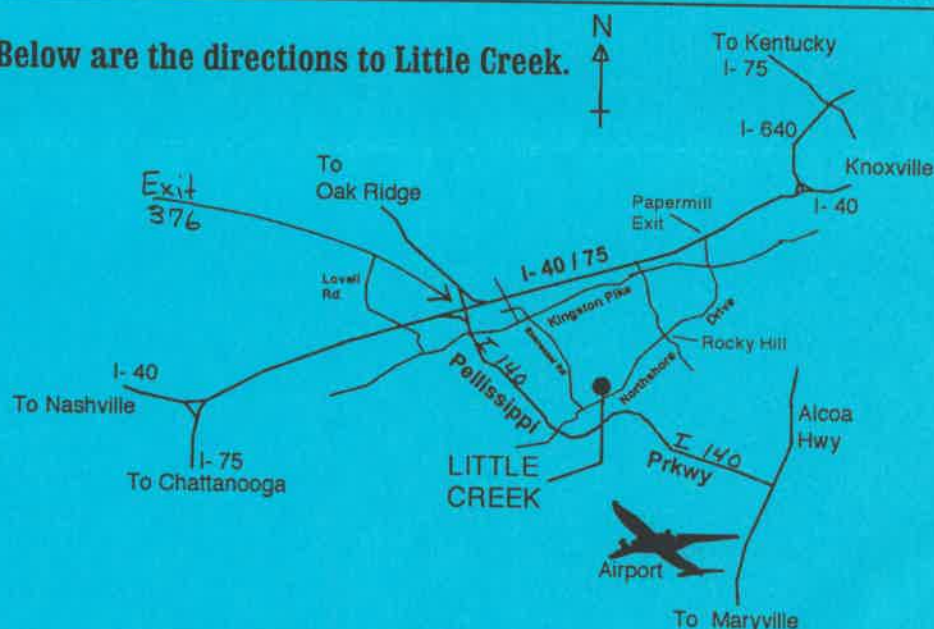 Below are the directions to Little Creek.
N
To Kentucky
I- 75
I- 640
Knoxville
I- 40
To
Oak Ridge
Exit
376
Papermill
Exit
I- 40 / 75
Lovell
Rd.
Kingston Pike
Drive
Rocky Hill
I 140
Pellissippi
Northshore
I- 40
To Nashville
I- 75
To Chattanooga
LITTLE
CREEK
I 140
Prkwy
Alcoa
Hwy
Airport
To Maryville